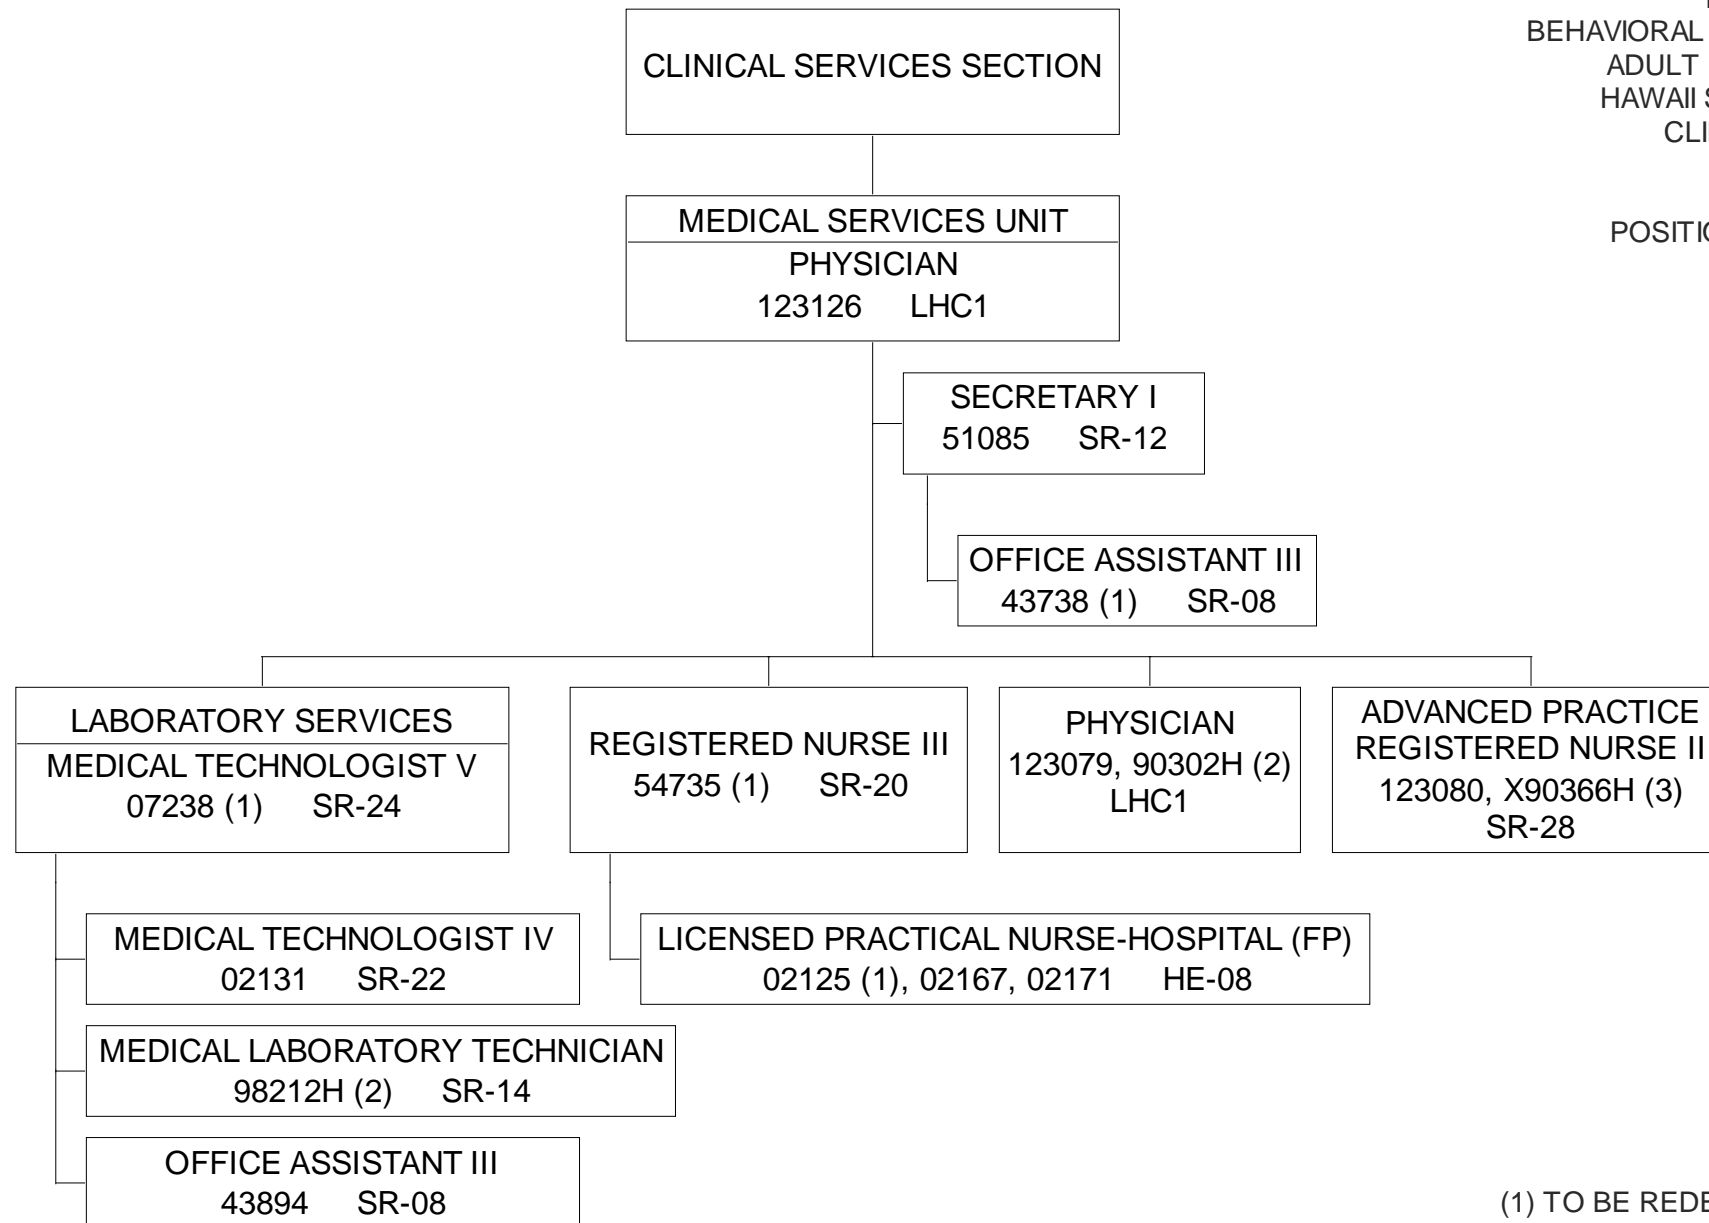 CLINICAL SERVICES SECTION
BEHAVIORAL
ADULT
HAWAII
CLI
POSITIO
MEDICAL SERVICES UNIT
PHYSICIAN
123126 LHC1
SECRETARY I
51085 SR-12
OFFICE ASSISTANT III
43738 (1) SR-08
LABORATORY SERVICES
MEDICAL TECHNOLOGIST V
07238 (1) SR-24
REGISTERED NURSE III
54735 (1) SR-20
PHYSICIAN
123079, 90302H (2)
LHC1
ADVANCED PRACTICE
REGISTERED NURSE II
123080, X90366H (3)
SR-28
MEDICAL TECHNOLOGIST IV
02131 SR-22
LICENSED PRACTICAL NURSE-HOSPITAL (FP)
02125 (1), 02167, 02171 HE-08
MEDICAL LABORATORY TECHNICIAN
98212H (2) SR-14
OFFICE ASSISTANT III
43894 SR-08
(1) TO BE REDE